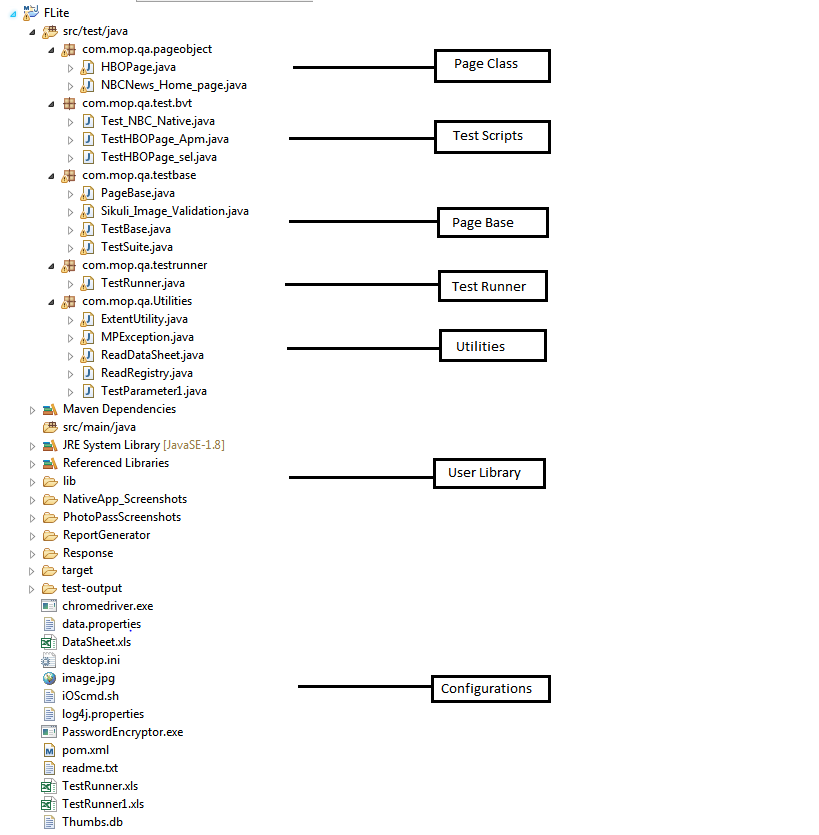 FLite
src/test/java
com.mop.qa.pageobject
HBOPage.java
Page Class
NBCNews_Home_page.java
com.mop.qa.test.bvt
Test_NBC_Native.java
TestHBOPage_Apm.java
Test Scripts
TestHBOPage_sel.java
com.mop.qa.testbase
PageBase.java
Sikuli_Image_Validation.java
Page Base
TestBase.java
TestSuite.java
com.mop.qa.testrunner
TestRunner.java
Test Runner
com.mop.qa.Utilities
ExtentUtility.java
MPException.java
Utilities
ReadDataSheet.java
ReadRegistry.java
TestParameter1.java
Maven Dependencies
src/main/java
JRE System Library [JavaSE-1.8]
Referenced Libraries
User Library
lib
NativeApp_Screenshots
PhotoPassScreenshots
ReportGenerator
Response
target
test-output
chromedriver.exe
data.properties
DataSheet.xls
desktop.ini
image.jpg
Configurations
iOScmd.sh
log4j.properties
PasswordEncryptor.exe
pom.xml
readme.txt
TestRunner.xls
TestRunner1.xls
Thumbs.db